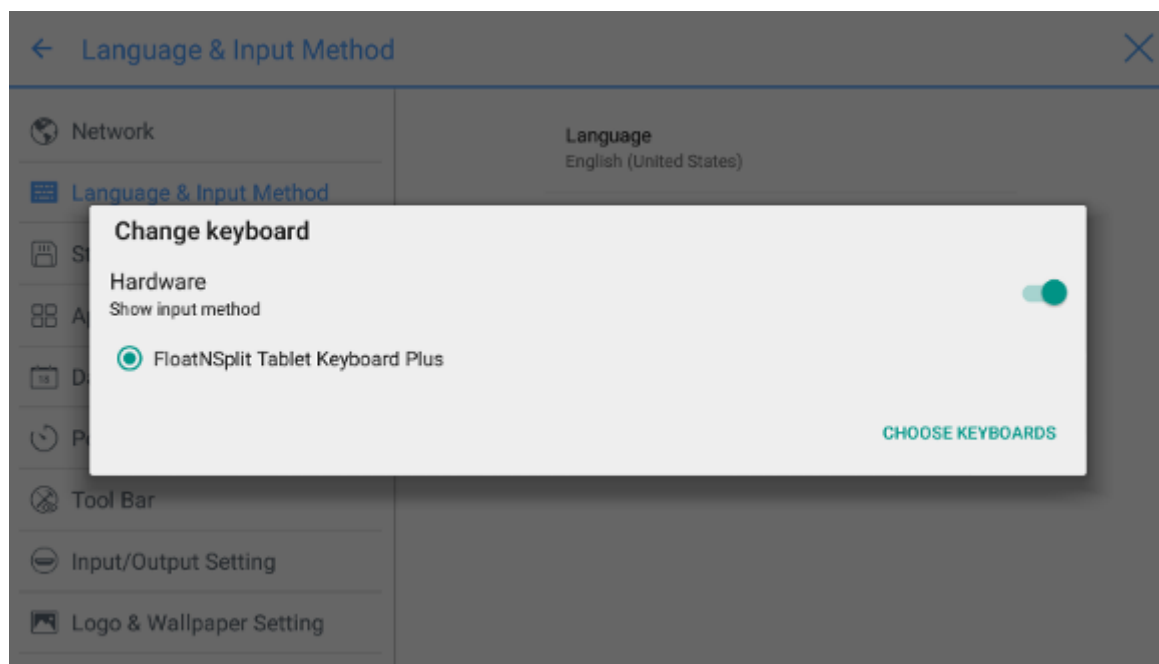 Language & Input Method
Network
Language
English (United States)
Language & Input Method
Change keyboard
Hardware
Show input method
FloatNSplit Tablet Keyboard Plus
CHOOSE KEYBOARDS
Tool Bar
Input/Output Setting
Logo & Wallpaper Setting